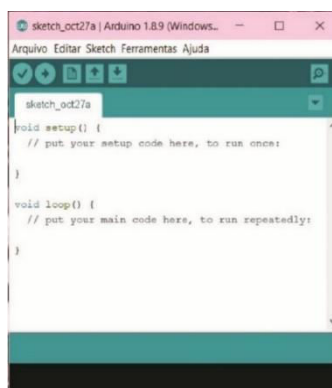 sketch_oct27a | Arduino 1.8.9 (Windows...
Arquivo Editar Sketch Ferramentas Ajuda
sketch_oct27a
void setup() {
// put your setup code here, to run once:
}
void loop() {
// put your main code here, to run repeatedly:
}